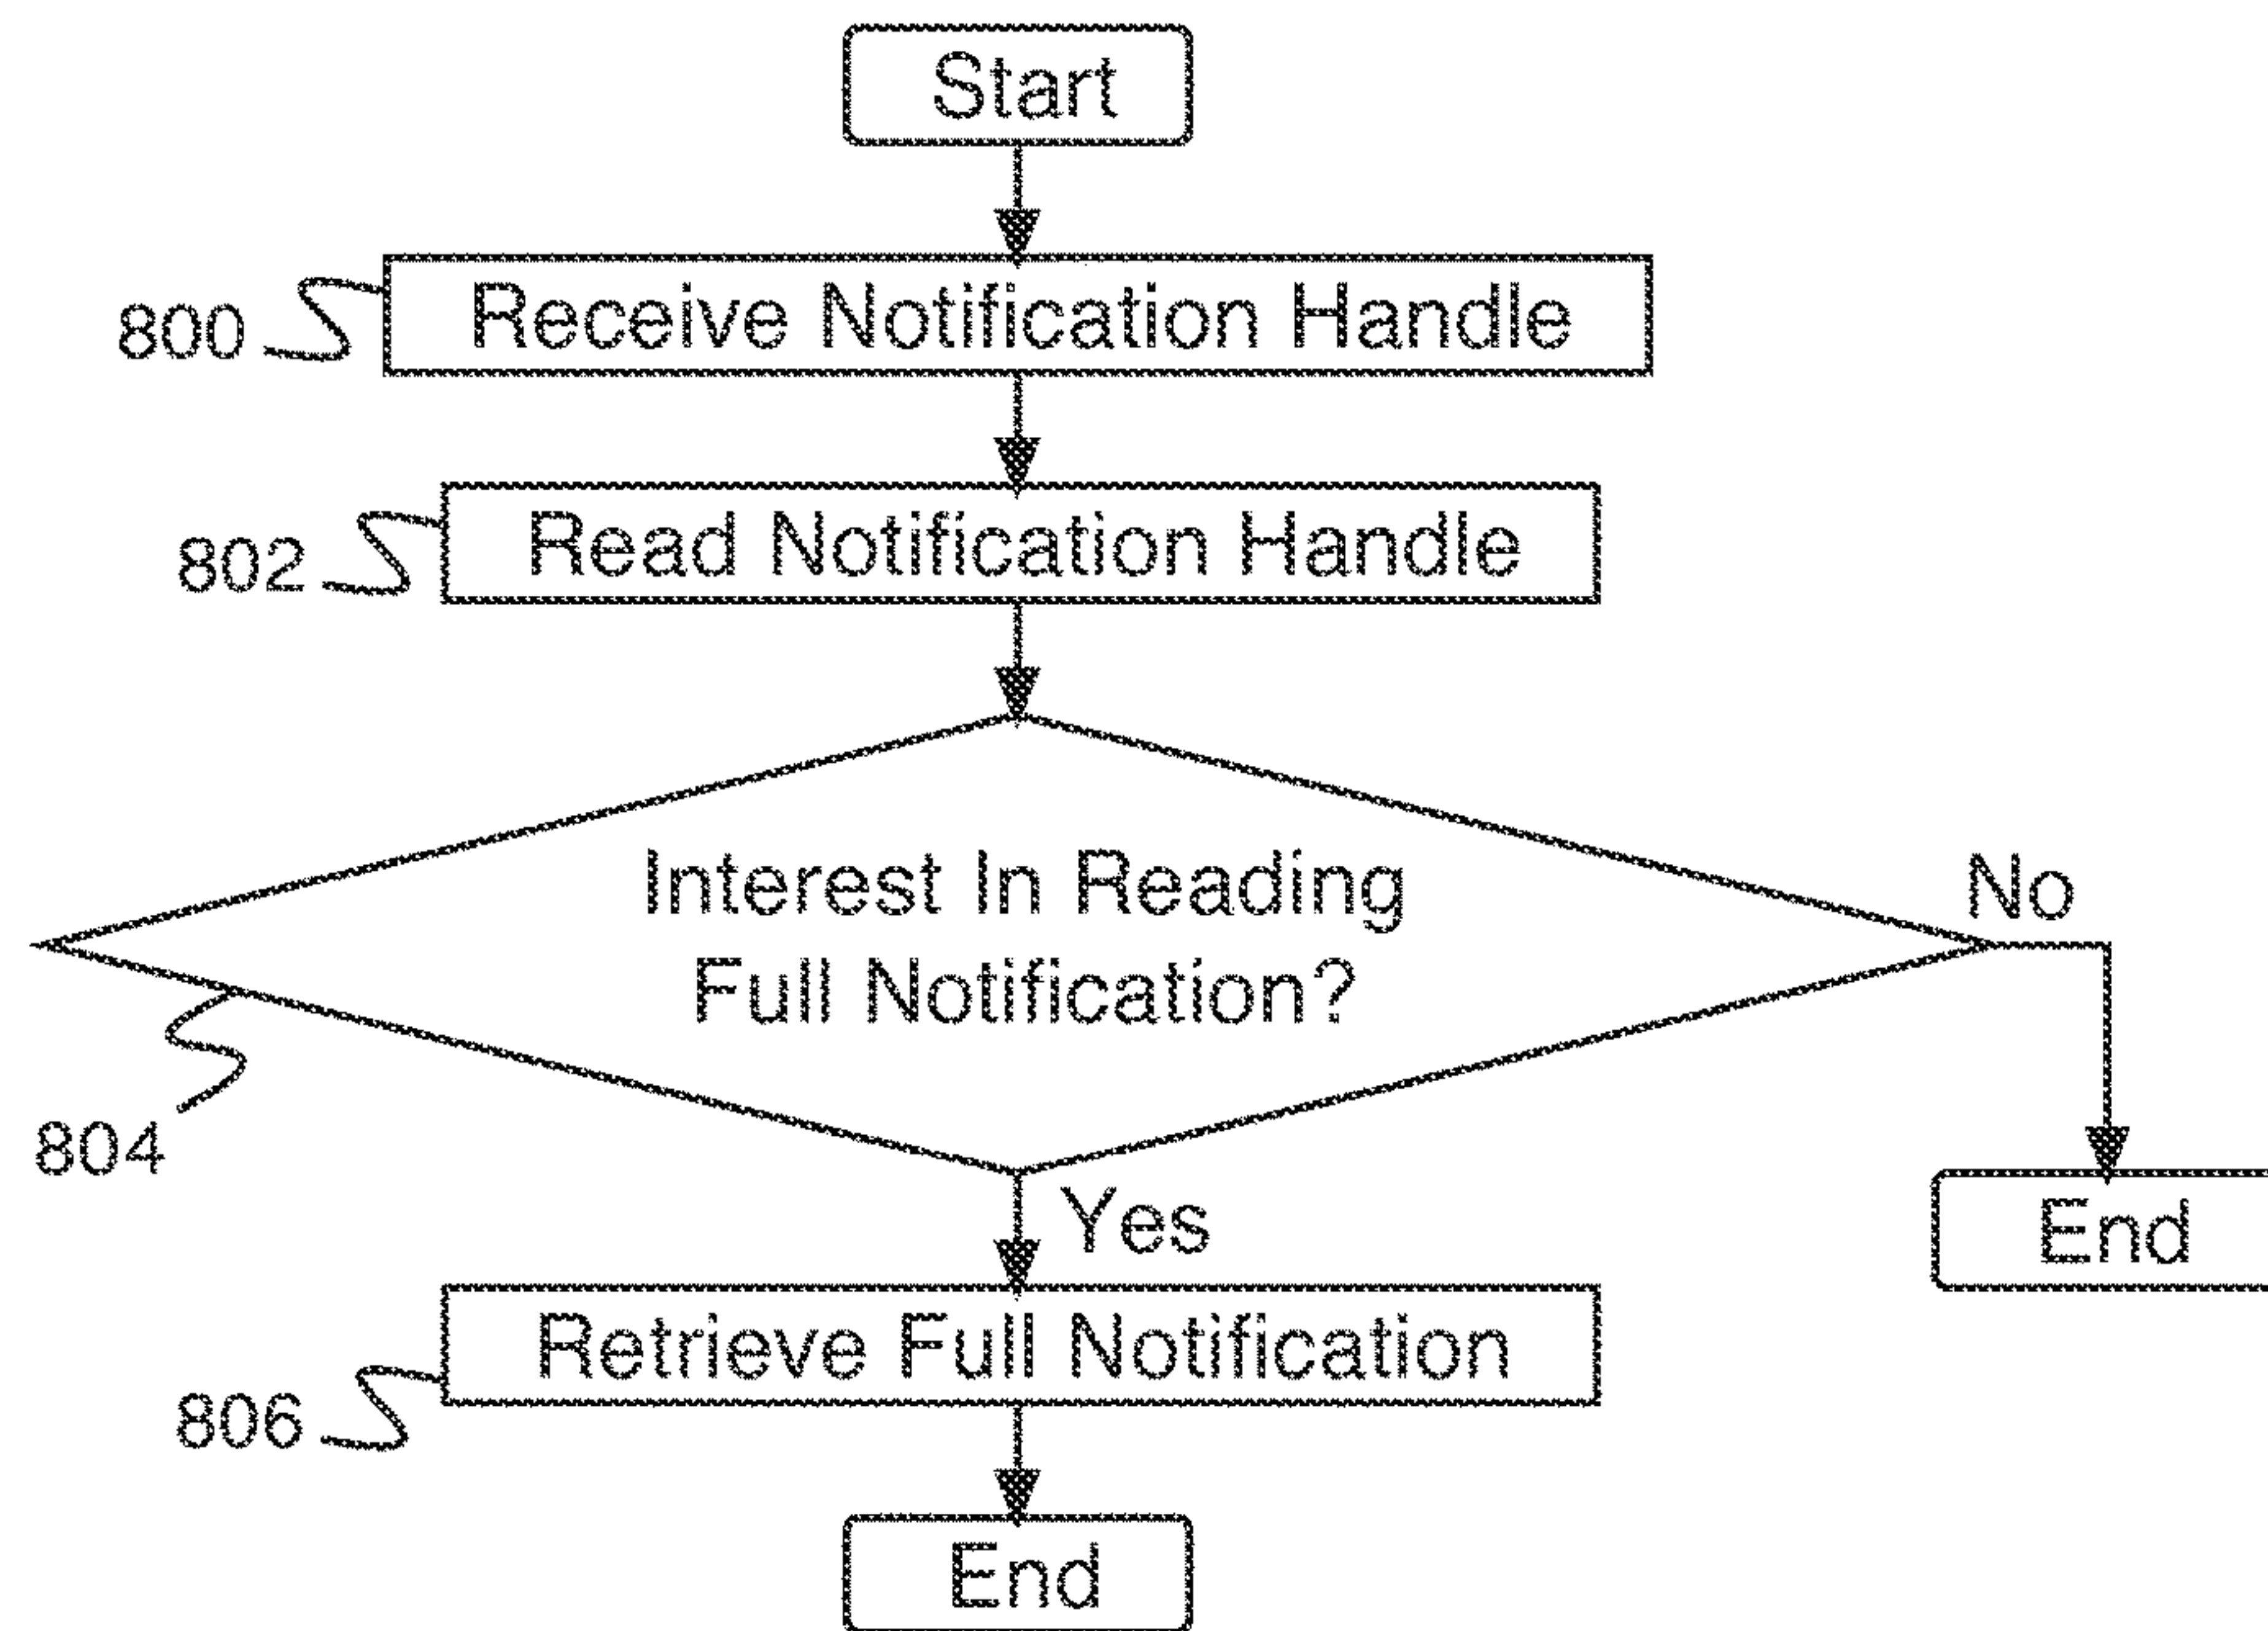 Start
800
Receive Notification Handle
802
Read Notification Handle
Interest In Reading
Full Notification?
No
804
Yes
End
Retrieve Full Notification
806
End